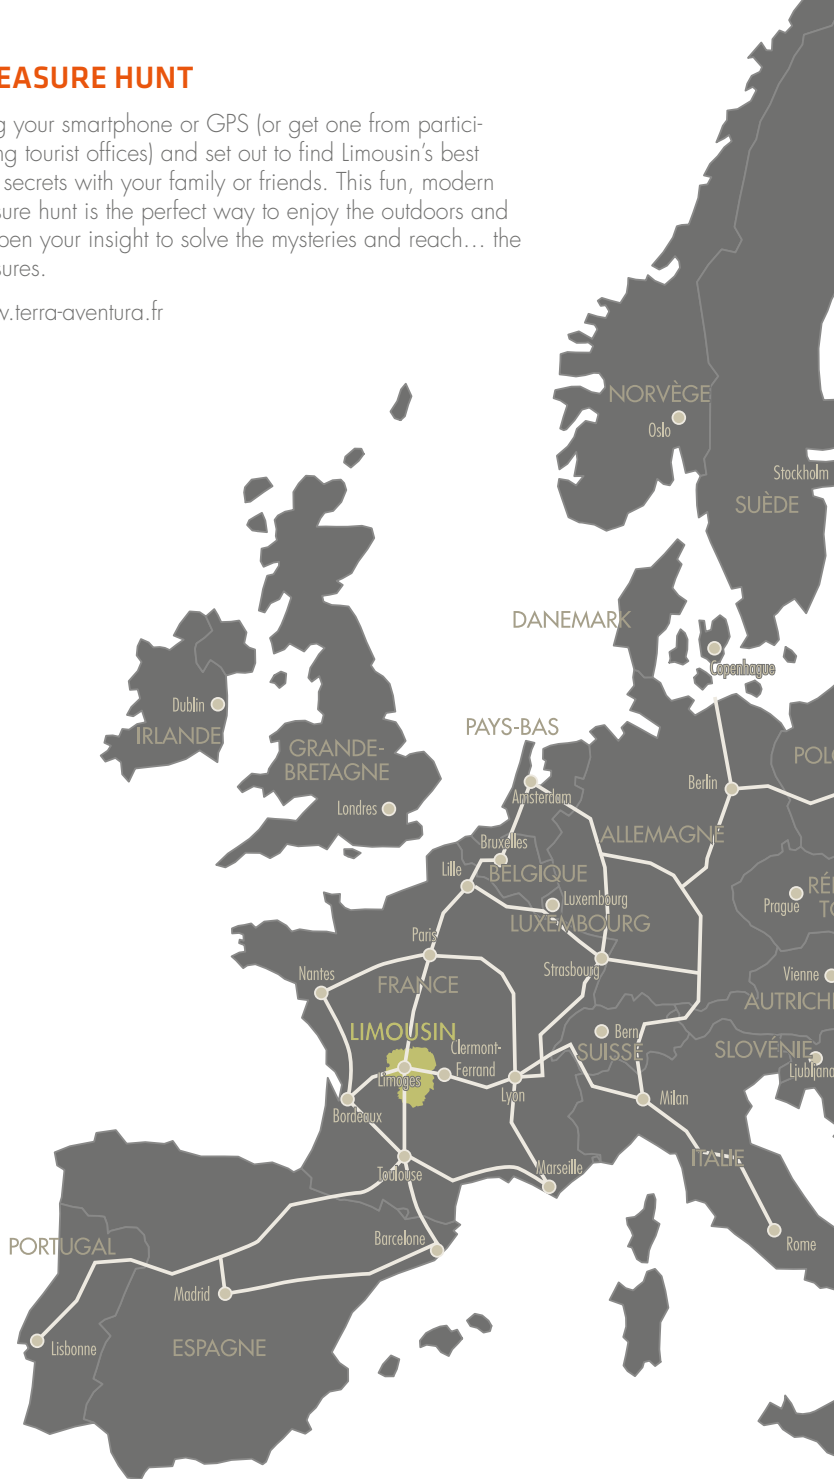 EASURE HUNT
g your smartphone or GPS (or get one from partici-
ng tourist offices) and set out to find Limousin's best
secrets with your family or friends. This fun, modern
sure hunt is the perfect way to enjoy the outdoors and
pen your insight to solve the mysteries and reach… the
sures.
w.terra-aventura.fr
NORVÈGE
Oslo
Stockholm
SUÈDE
DANEMARK
Copenhague
Dublin
IRLANDE
PAYS-BAS
GRANDE-
BRETAGNE
POLO
Berlin
Amsterdam
Londres
ALLEMAGNE
Bruxelles
Lille
BELGIQUE
RÉ
TC
Luxembourg
Prague
LUXEMBOURG
Paris
Strasbourg
Nantes
Vienne
FRANCE
AUTRICH
LIMOUSIN
Bern
Clermont-
Ferrand
SUISSE
SLOVÉNIE
Ljubljana
Limoges
Lyon
Milan
Bordeaux
ITALIE
Toulouse
Marseille
Barcelone
Rome
PORTUGAL
Madrid
Lisbonne
ESPAGNE